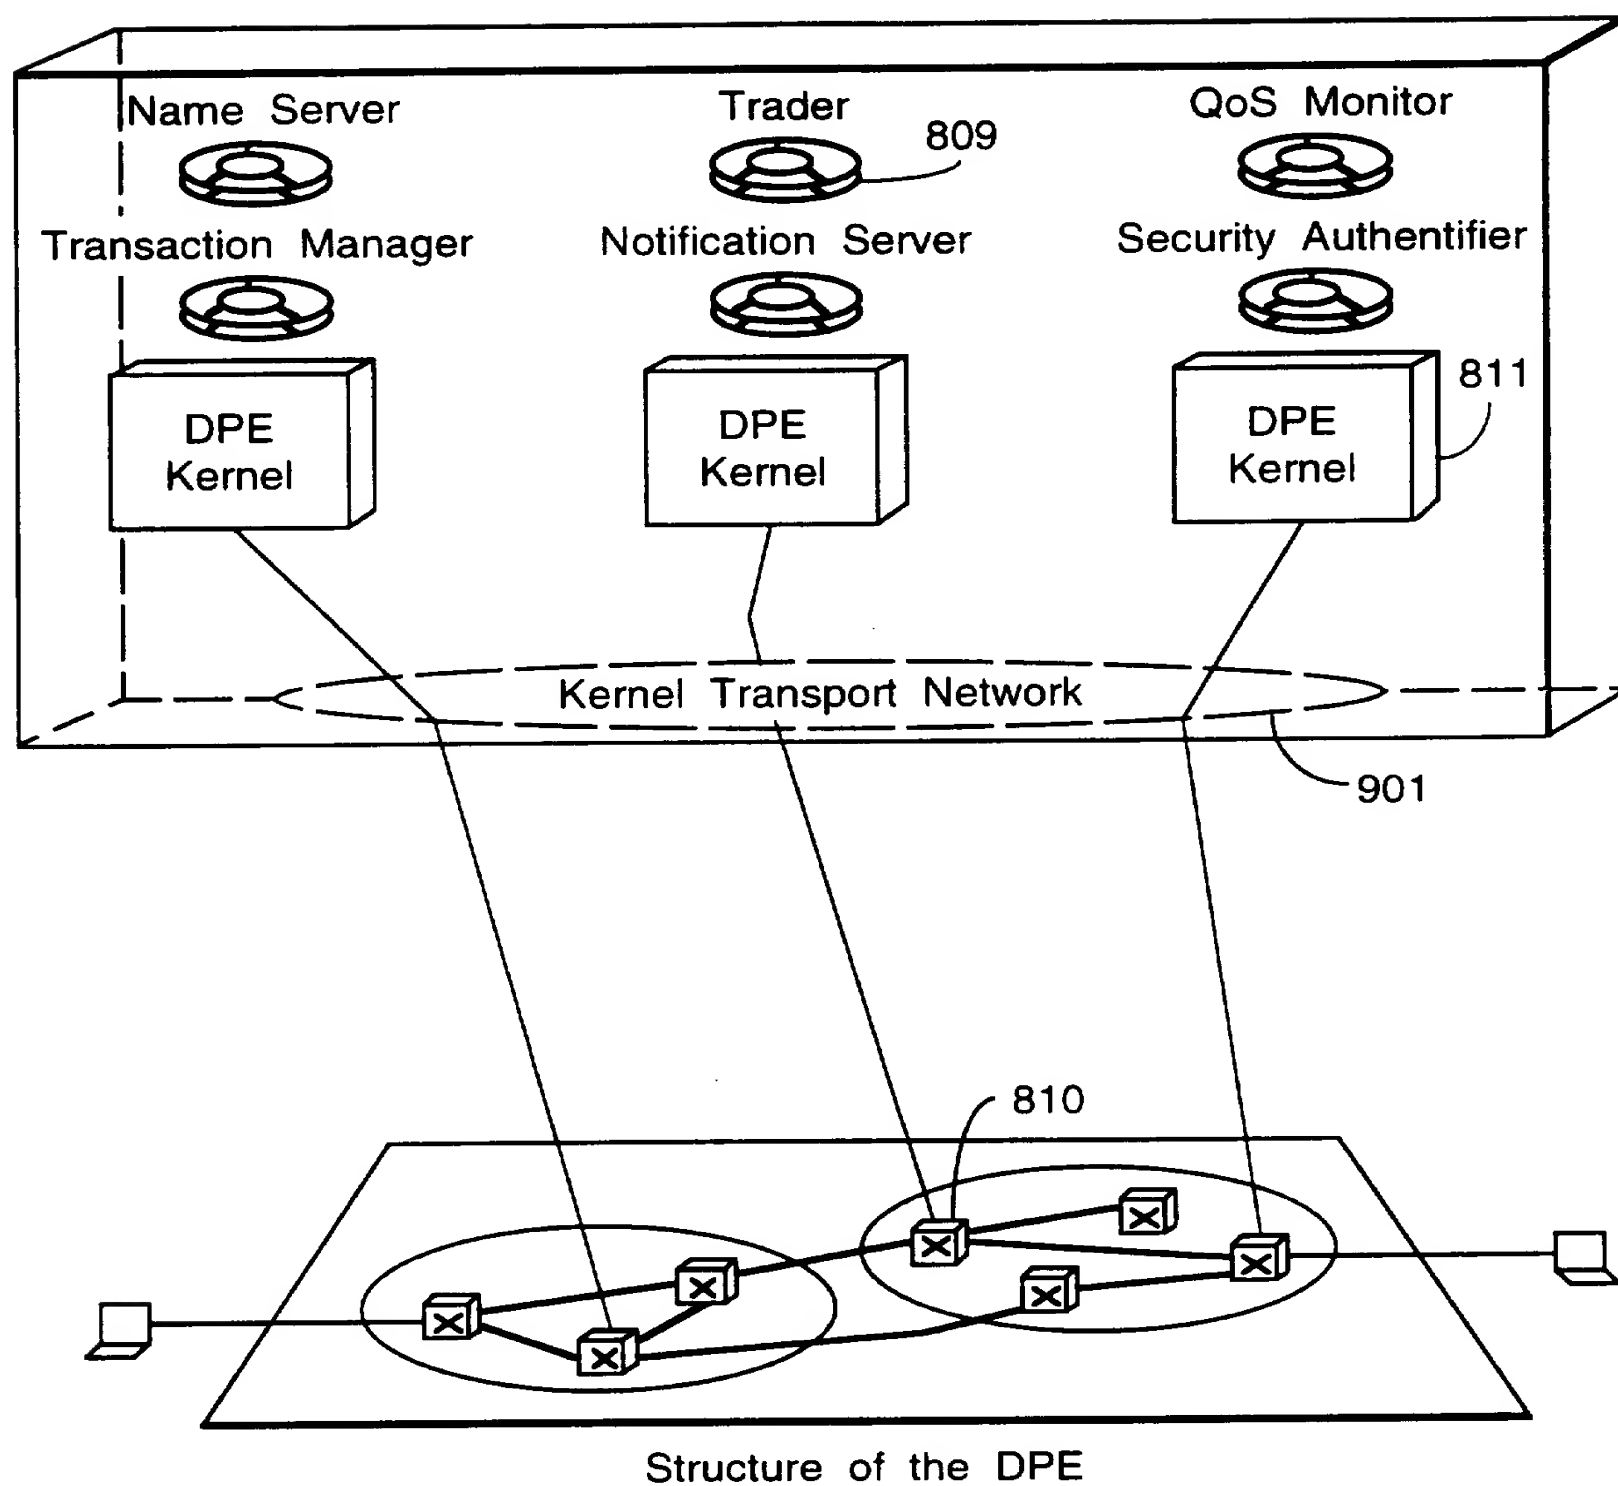 Name Server
Trader
QoS Monitor
809
Transaction Manager
Notification Server
Security Authentifier
811
DPE
Kernel
DPE
Kernel
DPE
Kernel
Kernel Transport Network
901
810
X
X
X
X
X
X
X
Structure of the DPE